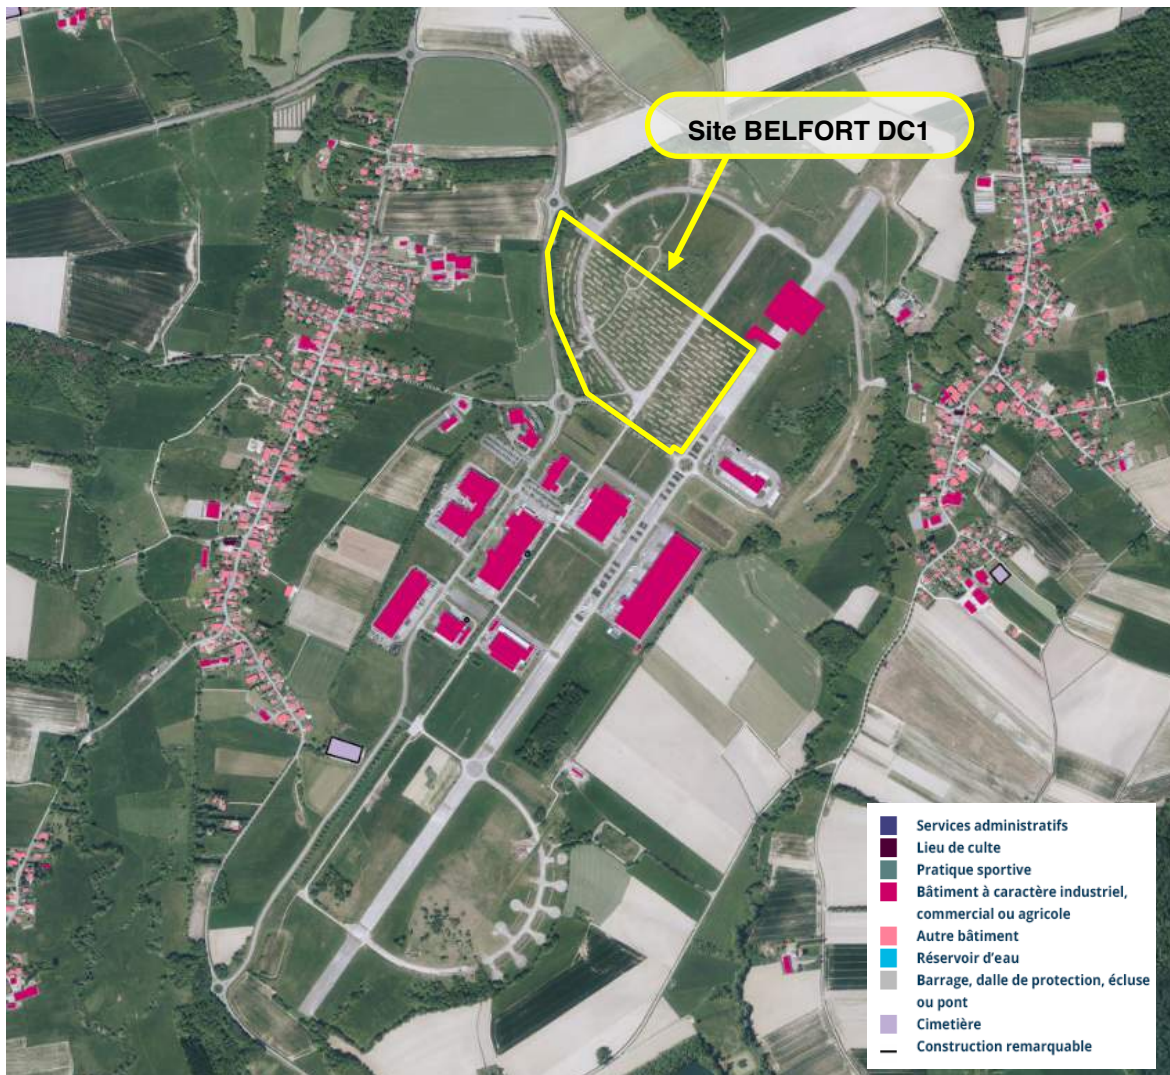 Site BELFORT DC1
Services administratifs
Lieu de culte
Pratique sportive
Bâtiment à caractère industriel,
commercial ou agricole
Autre bâtiment
Réservoir d'eau
Barrage, dalle de protection, écluse
ou pont
Cimetière
Construction remarquable